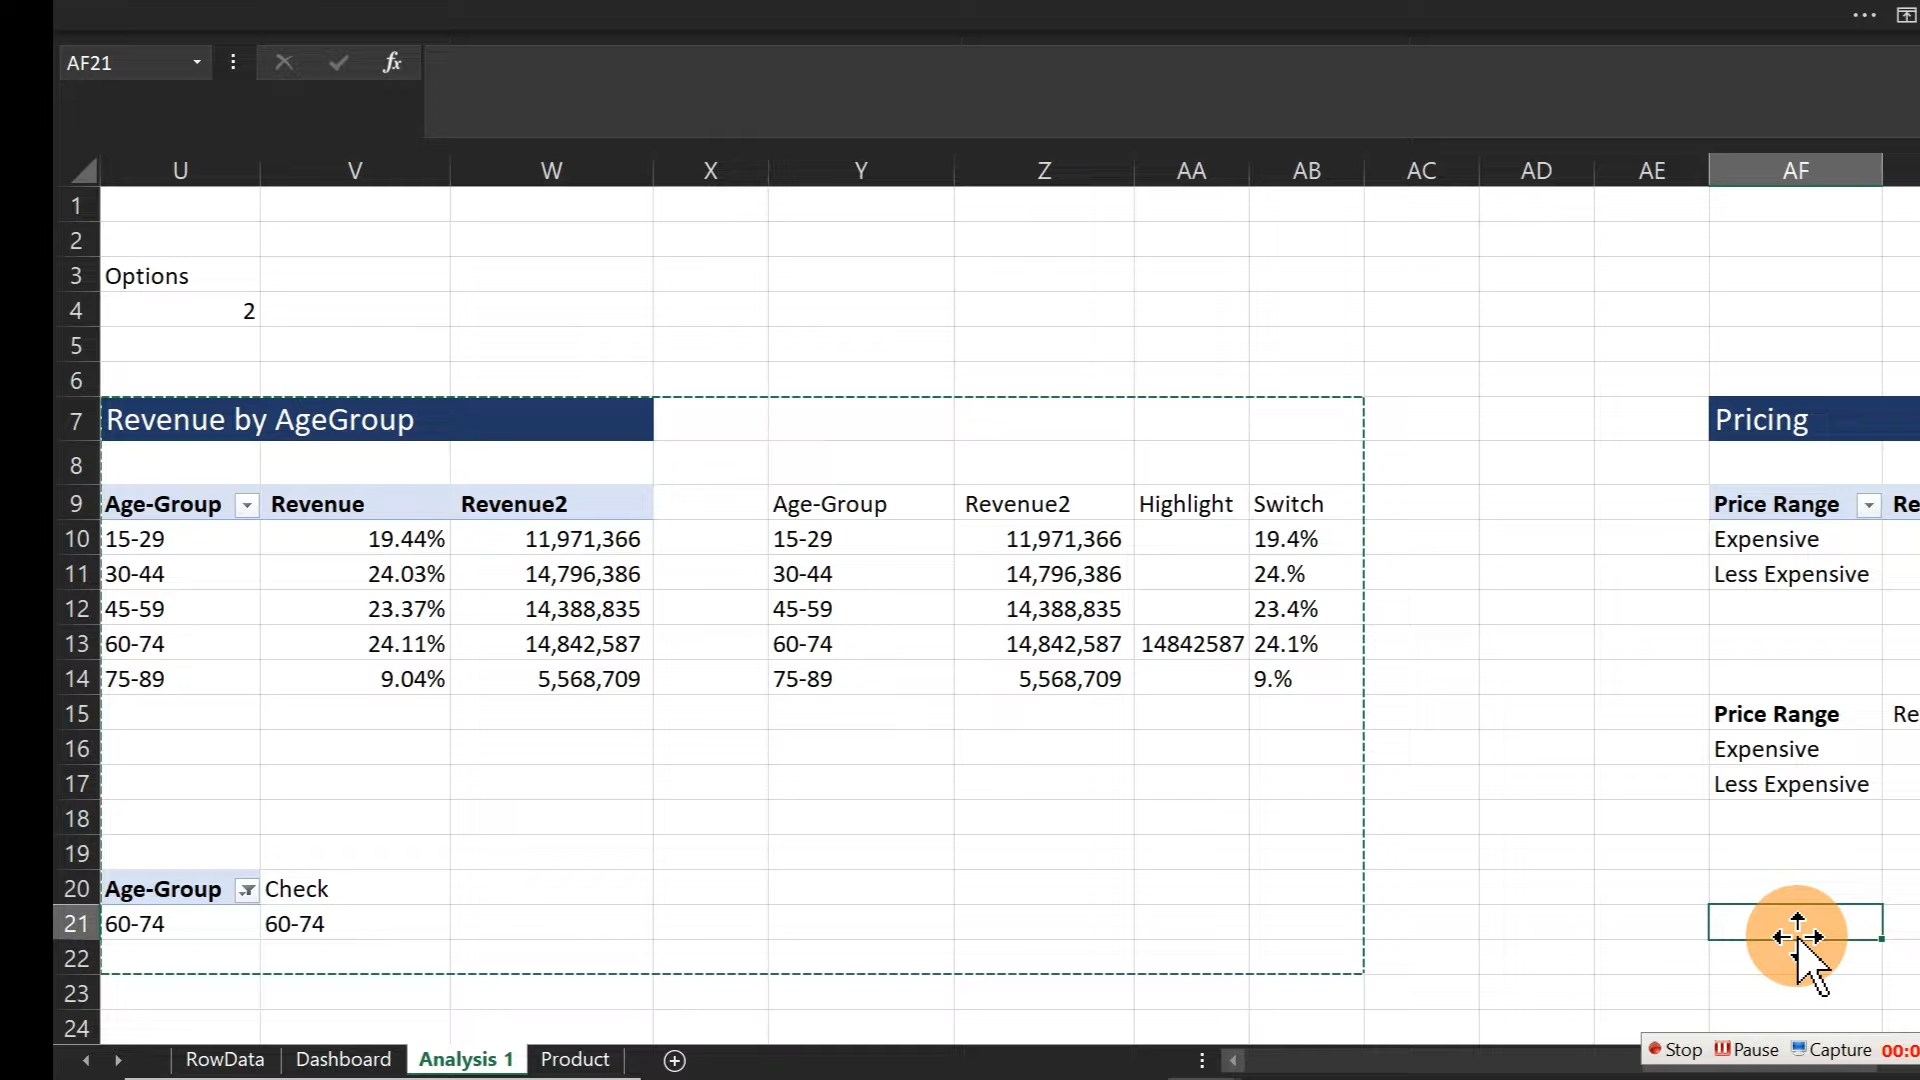 AF21
fx
U V W X Y Z AA AB AC AD AE AF
1
2
3 Options
4 2
5
6
7 Revenue by AgeGroup Pricing
8
9 Age-Group Revenue Revenue2 Age-Group Revenue2 Highlight Switch Price Range Re
10 15-29 19.44% 11,971,366 15-29 11,971,366 19.4% Expensive
11 30-44 24.03% 14,796,386 30-44 14,796,386 24.% Less Expensive
12 45-59 23.37% 14,388,835 45-59 14,388,835 23.4%
13 60-74 24.11% 14,842,587 60-74 14,842,587 14842587 24.1%
14 75-89 9.04% 5,568,709 75-89 5,568,709 9.%
15 Price Range Re
16 Expensive
17 Less Expensive
18
19
20 Age-Group Check
21 60-74 60-74
22
23
24
RowData Dashboard Analysis 1 Product
Stop Pause Capture 00:0